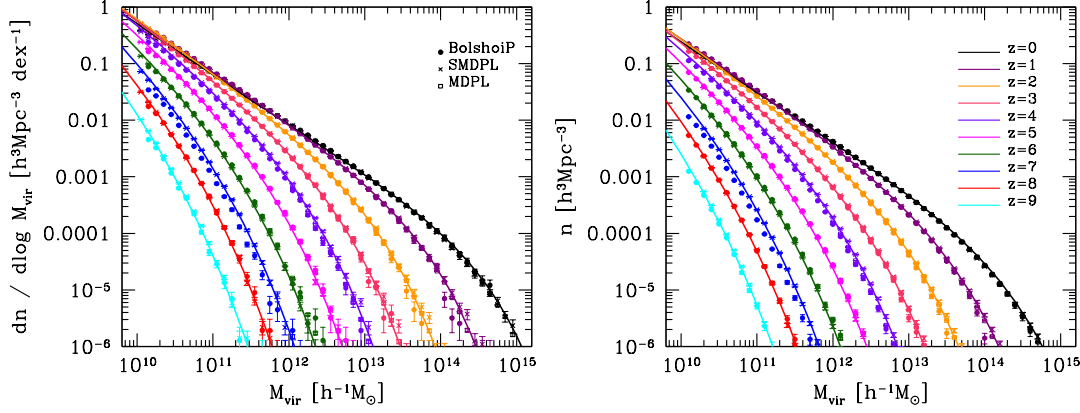 dn / dlog M_vir [h³Mpc⁻³ dex⁻¹]
1
0.1
0.01
0.001
0.0001
10⁻⁵
10⁻⁶
BolshoiP
SMDPL
MDPL
10¹⁰ 10¹¹ 10¹² 10¹³ 10¹⁴ 10¹⁵
M_vir [h⁻¹M_⊙]
n [h³Mpc⁻³]
1
0.1
0.01
0.001
0.0001
10⁻⁵
10⁻⁶
z=0
z=1
z=2
z=3
z=4
z=5
z=6
z=7
z=8
z=9
10¹⁰ 10¹¹ 10¹² 10¹³ 10¹⁴ 10¹⁵
M_vir [h⁻¹M_⊙]